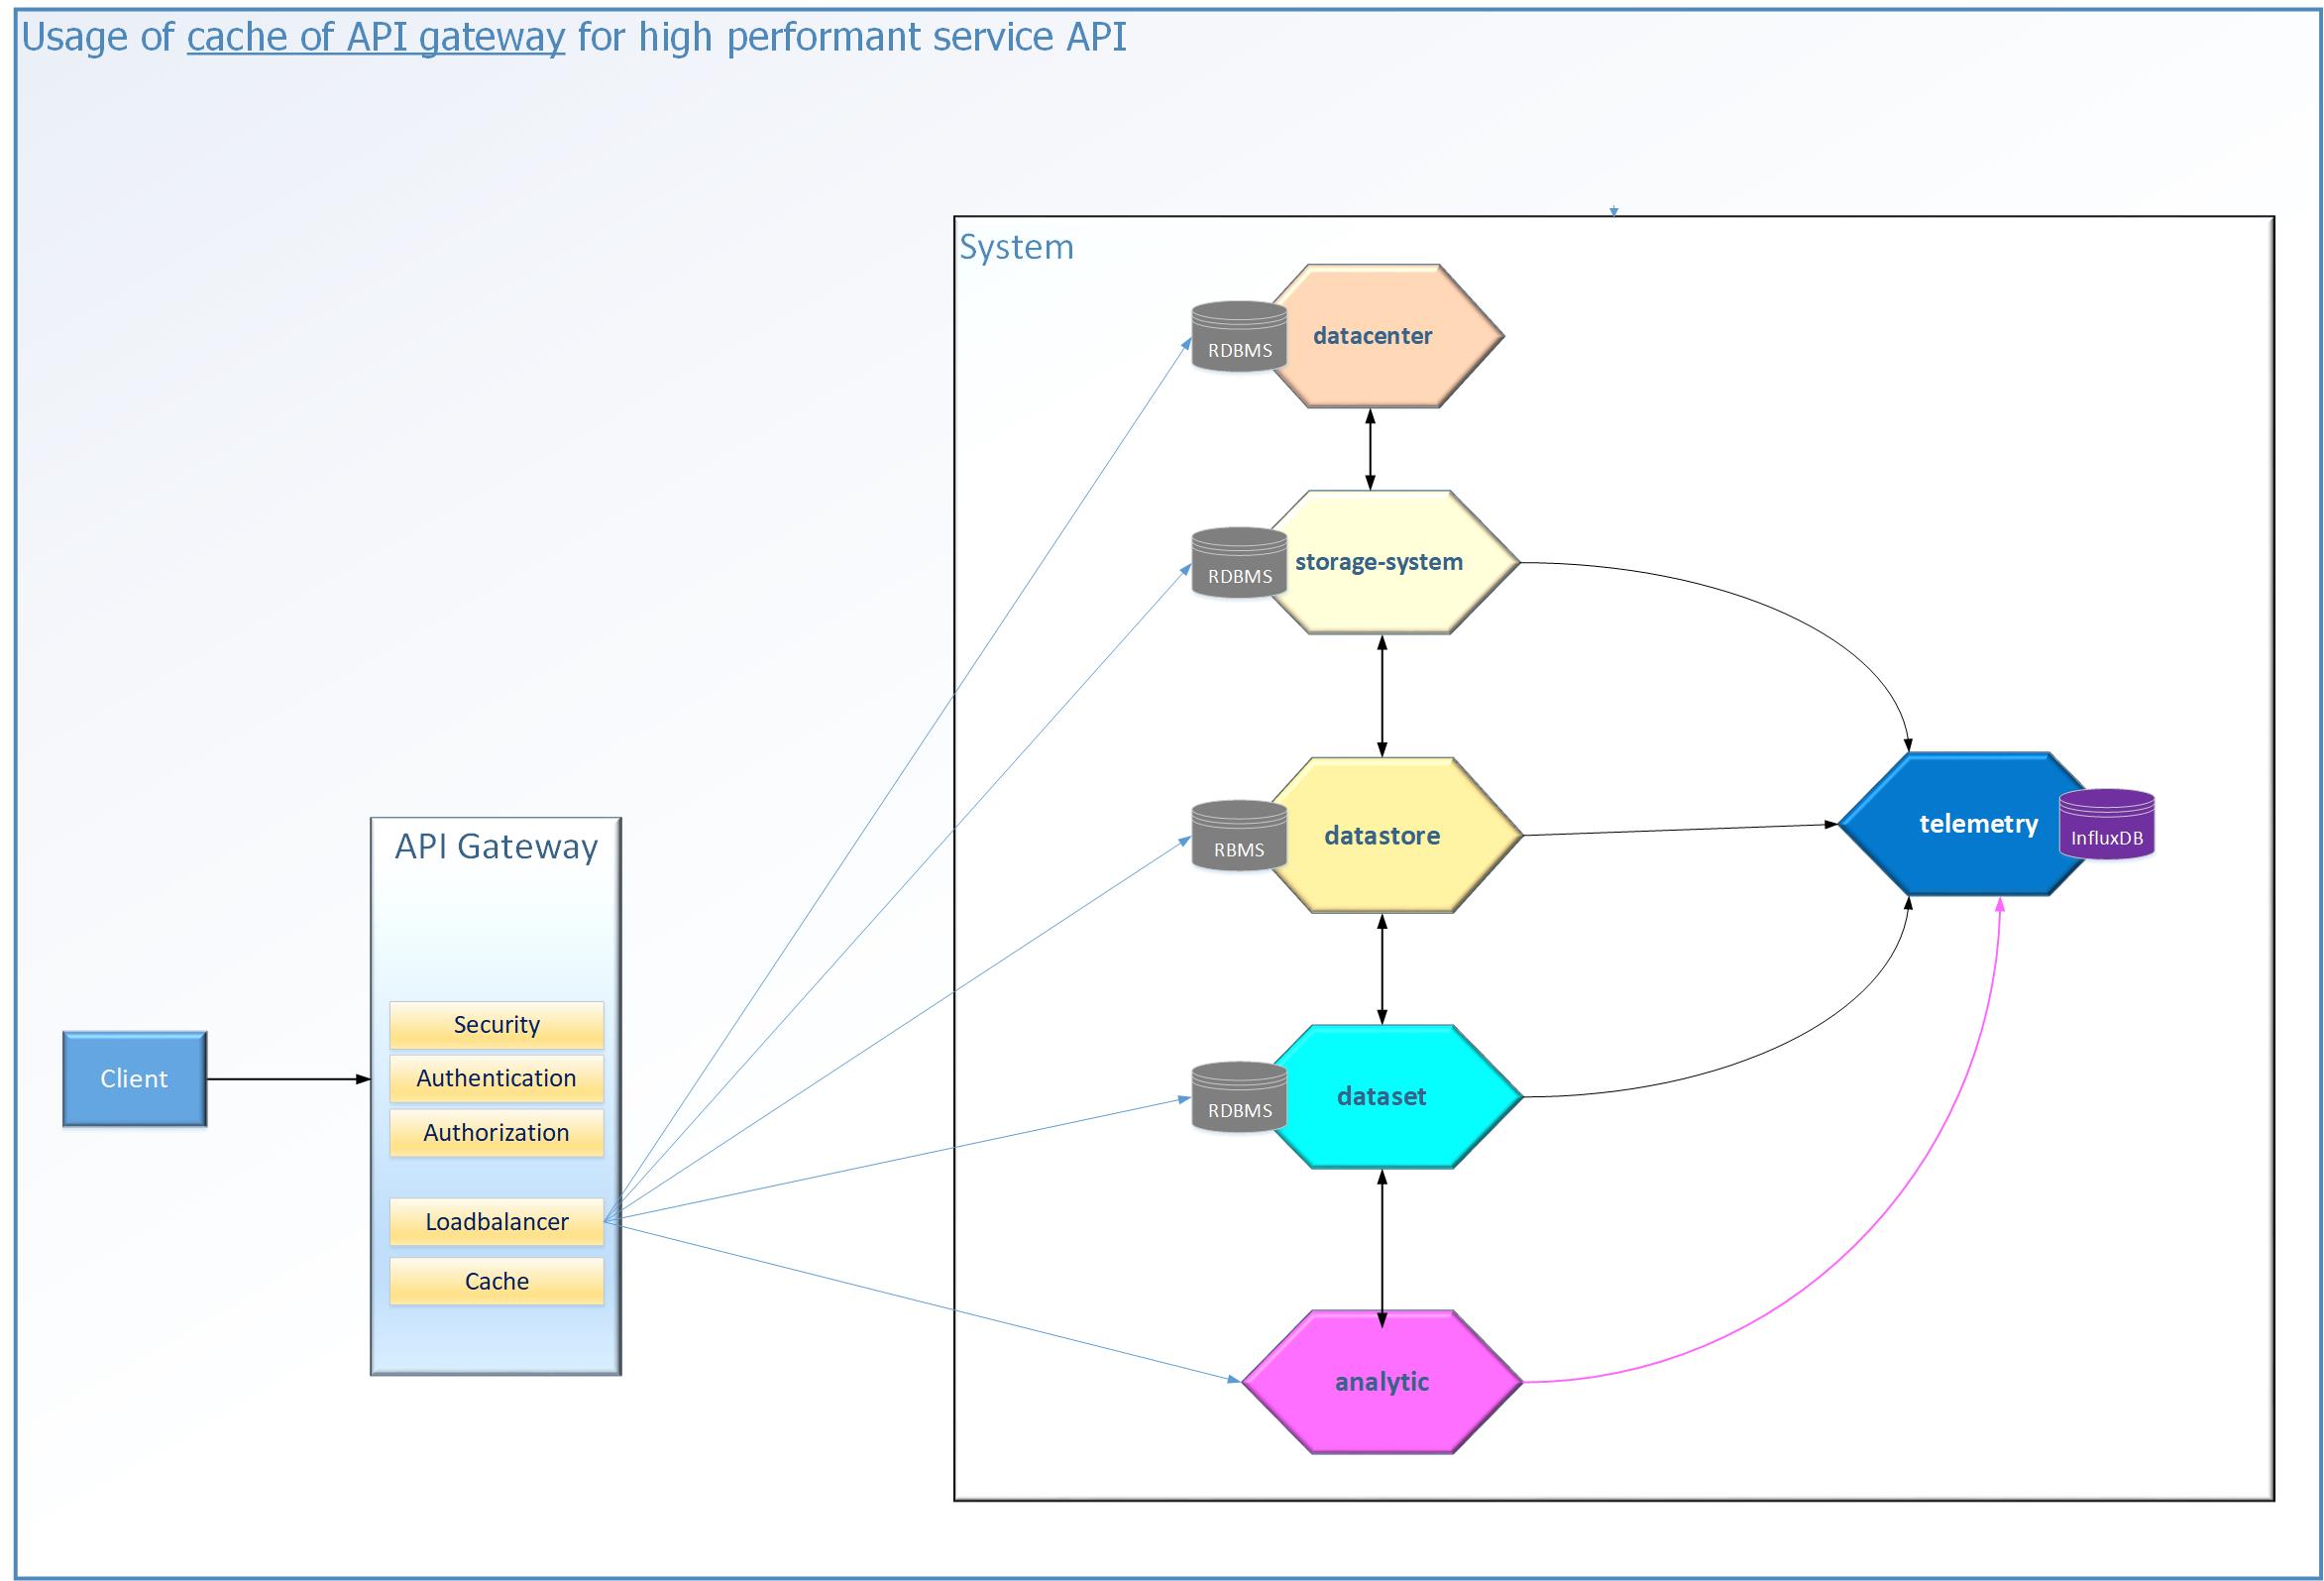 Usage of cache of API gateway for high performant service API
System
RDBMS
datacenter
RDBMS
storage-system
RBMS
datastore
telemetry
InfluxDB
API Gateway
Security
Client
Authentication
RDBMS
dataset
Authorization
Loadbalancer
Cache
analytic